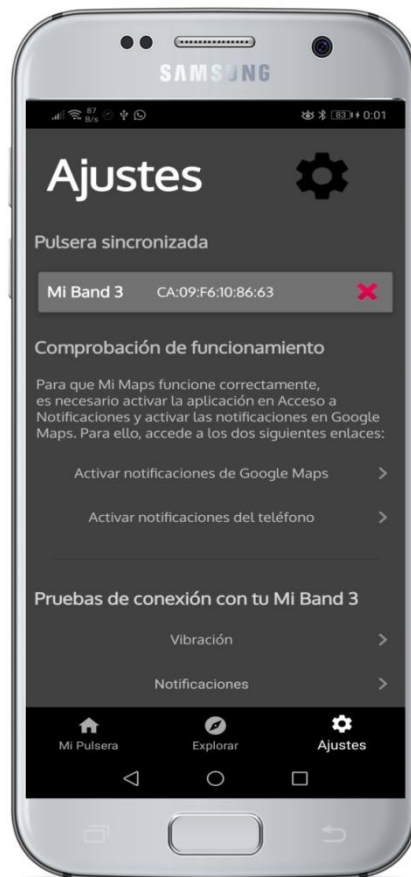 SAMSUNG
87 B/s 83 0:01
Ajustes
Pulsera sincronizada
Mi Band 3 CA:09:F6:10:86:63
Comprobación de funcionamiento
Para que Mi Maps funcione correctamente,
es necesario activar la aplicación en Acceso a
Notificaciones y activar las notificaciones en Google
Maps. Para ello, accede a los dos siguientes enlaces:
Activar notificaciones de Google Maps
Activar notificaciones del teléfono
Pruebas de conexión con tu Mi Band 3
Vibración
Notificaciones
Mi Pulsera Explorar Ajustes